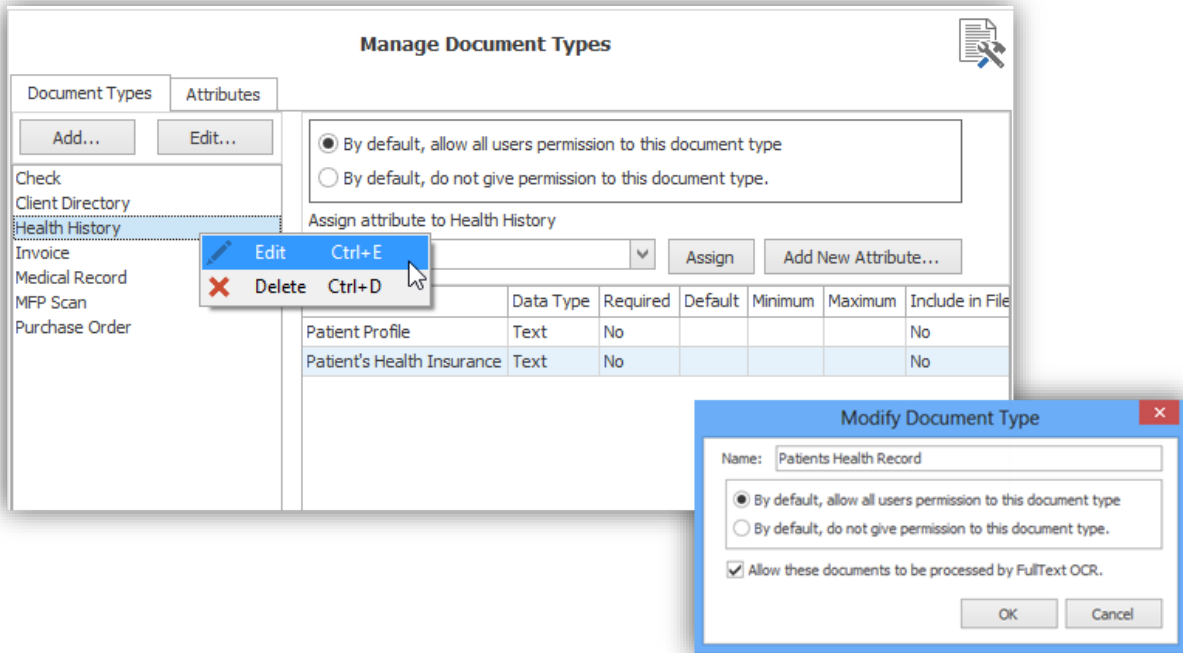 Manage Document Types
Document Types Attributes
Add... Edit...
Check
Client Directory
Health History
Invoice
Medical Record
MFP Scan
Purchase Order
Edit Ctrl+E
Delete Ctrl+D
By default, allow all users permission to this document type
By default, do not give permission to this document type.
Assign attribute to Health History
Assign Add New Attribute...
Data Type Required Default Minimum Maximum Include in File
Patient Profile Text No No
Patient's Health Insurance Text No No
Modify Document Type
Name: Patients Health Record
By default, allow all users permission to this document type
By default, do not give permission to this document type.
Allow these documents to be processed by FullText OCR.
OK Cancel